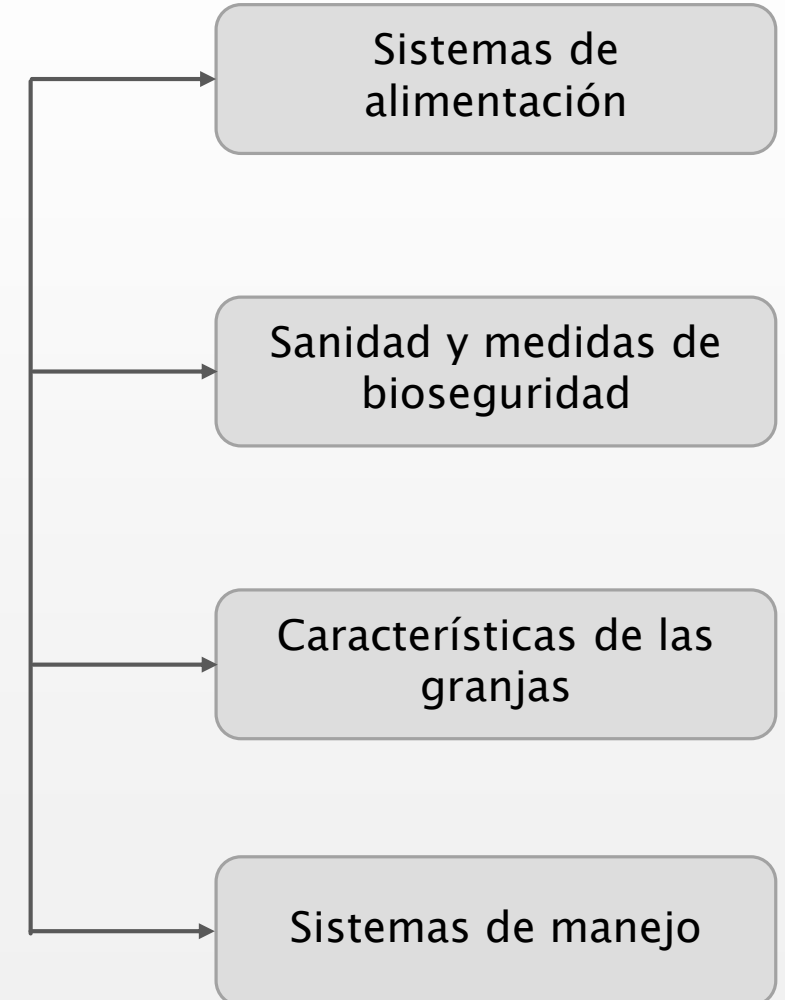 Sistemas de
alimentación
Sanidad y medidas de
bioseguridad
Características de las
granjas
Sistemas de manejo